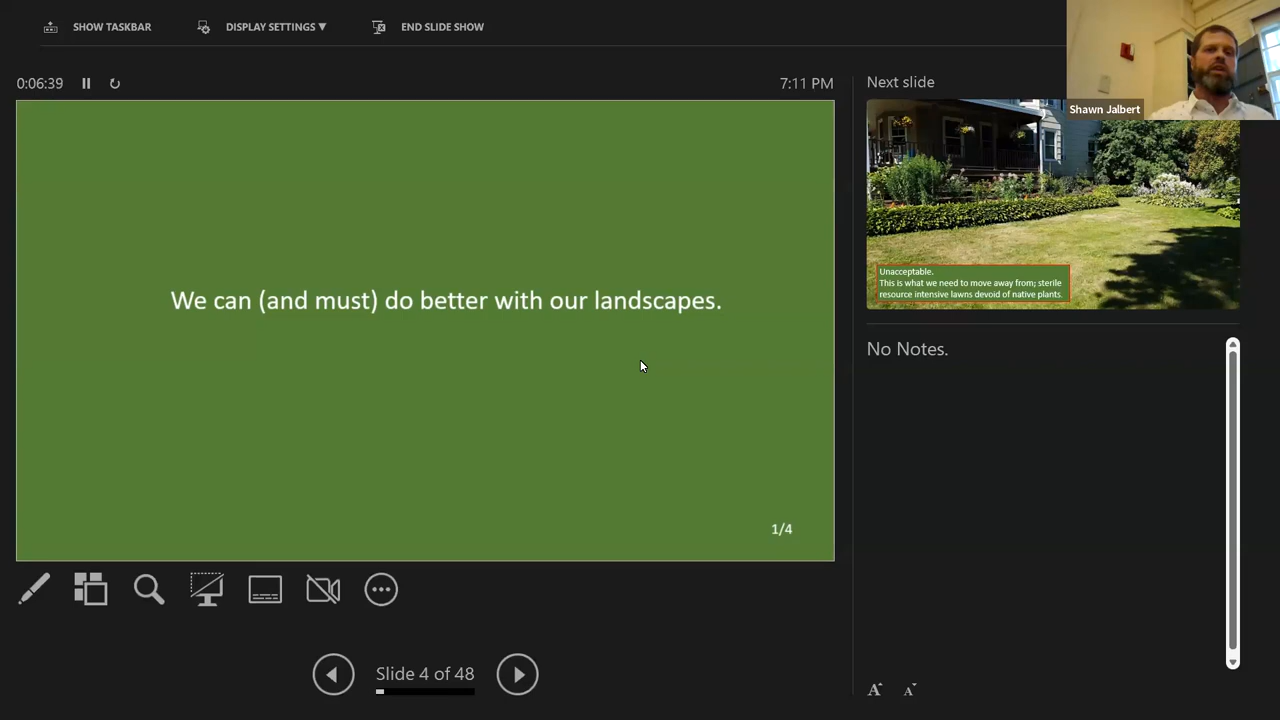 SHOW TASKBAR
DISPLAY SETTINGS ▼
END SLIDE SHOW
0:06:39
7:11 PM
We can (and must) do better with our landscapes.
1/4
Slide 4 of 48
Next slide
Shawn Jalbert
Unacceptable.
This is what we need to move away from; sterile
resource intensive lawns devoid of native plants.
No Notes.
A A